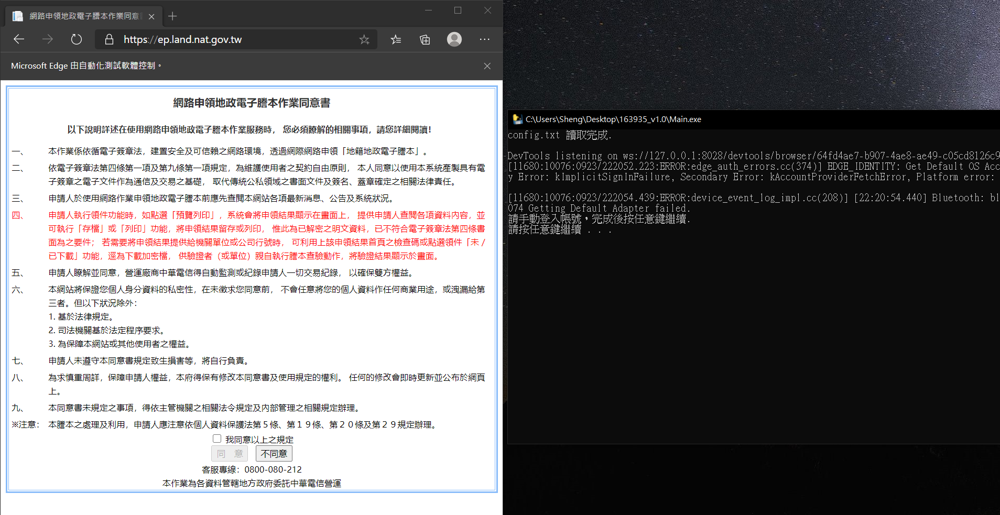 網路申領地政電子謄本作業同意書
https://ep.land.nat.gov.tw
Microsoft Edge 由自動化測試軟體控制。
網路申領地政電子謄本作業同意書
以下說明詳述在使用網路申領地政電子謄本作業服務時， 您必須瞭解的相關事項，請您詳細閱讀！
一、 本作業係依循電子簽章法，建置安全及可信賴之網路環境，透過網際網路申領「地籍地政電子謄本」。
二、 依電子簽章法第四條第一項及第九條第一項規定，為維護使用者之契約自由原則， 本人同意以使用本系統產製具有電
子簽章之電子文件作為通信及交易之基礎， 取代傳統公私領域之書面文件及簽名、蓋章確定之相關法律責任。
三、 申請人於使用網路作業申領地政電子謄本前應先查閱本網站各項最新消息、公告及系統狀況。
四、 申請人執行領件功能時，如點選「預覽列印」，系統會將申領結果顯示在畫面上， 提供申請人查閱各項資料內容，並
可執行「存檔」或「列印」功能，將申領結果留存或列印， 惟此為已解密之明文資料，已不符合電子簽章法第四條書
面為之要件； 若需要將申領結果提供給機關單位或公司行號時， 可利用上該申領結果首頁之檢查碼或點選領件「未／
已下載」功能，逕為下載加密檔， 供驗證者（或單位）親自執行謄本查驗動作，將驗證結果顯示於畫面。
五、 申請人瞭解並同意，營運廠商中華電信得自動監測或紀錄申請人一切交易紀錄， 以確保雙方權益。
六、 本網站將保證您個人身分資料的私密性，在未徵求您同意前， 不會任意將您的個人資料作任何商業用途，或洩漏給第
三者。但以下狀況除外：
1. 基於法律規定。
2. 司法機關基於法定程序要求。
3. 為保障本網站或其他使用者之權益。
七、 申請人未遵守本同意書規定致生損害等，將自行負責。
八、 為求慎重周詳，保障申請人權益，本府得保有修改本同意書及使用規定的權利。 任何的修改會即時更新並公布於網頁
上。
九、 本同意書未規定之事項，得依主管機關之相關法令規定及內部管理之相關規定辦理。
※注意： 本謄本之處理及利用，申請人應注意依個人資料保護法第５條、第１９條、第２０條及第２９規定辦理。
我同意以上之規定
同　意 不同意
客服專線：0800-080-212
本作業為各資料管轄地方政府委託中華電信營運
C:\Users\Sheng\Desktop\163935_v1.0\Main.exe
config.txt 讀取完成.
DevTools listening on ws://127.0.0.1:8028/devtools/browser/64fd4ae7-b907-4ae8-ae49-c05cd8126c9
[11680:10076:0923/222052.223:ERROR:edge_auth_errors.cc(374)] EDGE_IDENTITY: Get Default OS Acc
y Error: kImplicitSignInFailure, Secondary Error: kAccountProviderFetchError, Platform error:
[11680:10076:0923/222054.439:ERROR:device_event_log_impl.cc(208)] [22:20:54.440] Bluetooth: bl
074 Getting Default Adapter failed.
請手動登入帳號，完成後按任意鍵繼續.
請按任意鍵繼續 . . .